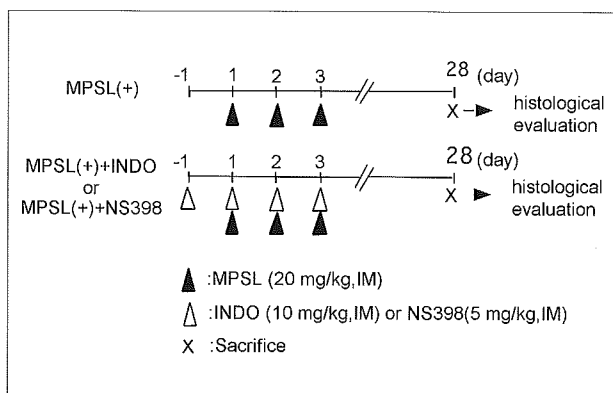 -1 1 2 3 28 (day)
MPSL(+)
X histological
evaluation
MPSL(+)+INDO -1 1 2 3 28 (day)
or
MPSL(+)+NS398
X histological
evaluation
:MPSL (20 mg/kg,IM)
:INDO (10 mg/kg,IM) or NS398(5 mg/kg,IM)
X :Sacrifice